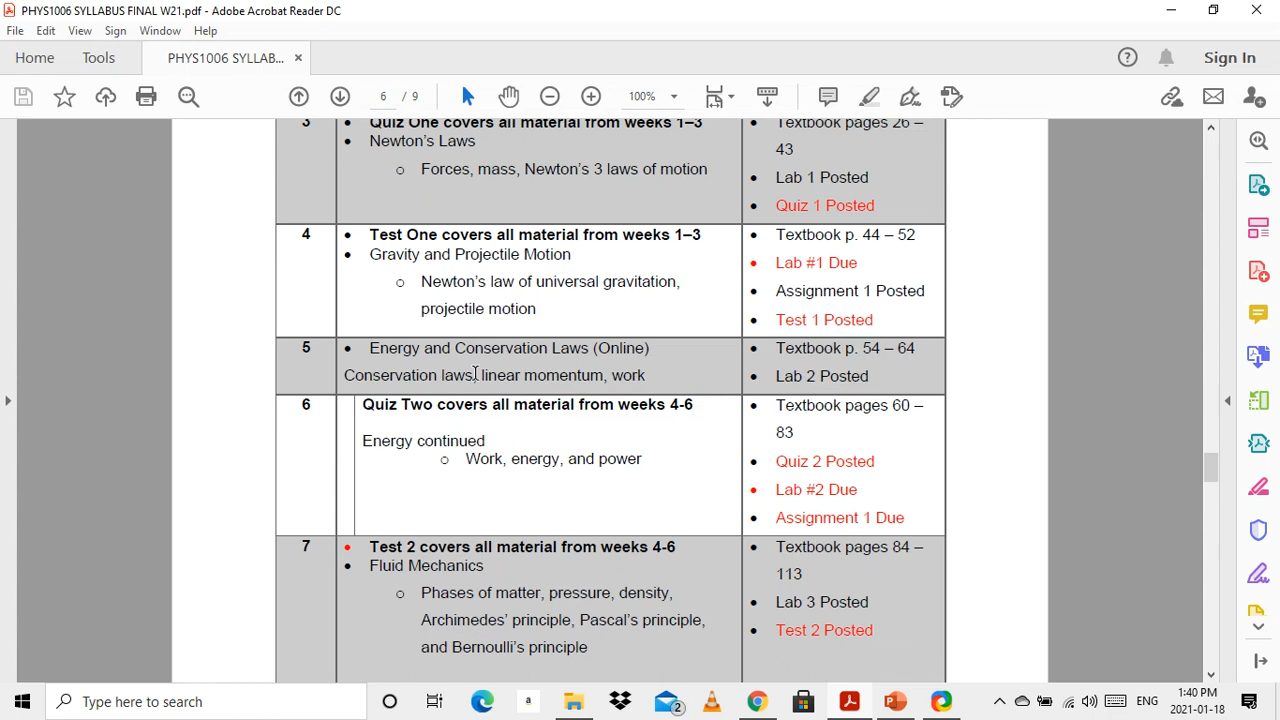 PHYS1006 SYLLABUS FINAL W21.pdf - Adobe Acrobat Reader DC
File Edit View Sign Window Help
Home Tools PHYS1006 SYLLAB... × Sign In
6 / 9 100%
3
• Quiz One covers all material from weeks 1–3
• Newton's Laws
o Forces, mass, Newton's 3 laws of motion
Textbook pages 26 –
43
• Lab 1 Posted
• Quiz 1 Posted
4
• Test One covers all material from weeks 1–3
• Gravity and Projectile Motion
o Newton's law of universal gravitation,
projectile motion
• Textbook p. 44 – 52
• Lab #1 Due
• Assignment 1 Posted
• Test 1 Posted
5
• Energy and Conservation Laws (Online)
Conservation laws, linear momentum, work
• Textbook p. 54 – 64
• Lab 2 Posted
6
Quiz Two covers all material from weeks 4-6
Energy continued
o Work, energy, and power
• Textbook pages 60 –
83
• Quiz 2 Posted
• Lab #2 Due
• Assignment 1 Due
7
• Test 2 covers all material from weeks 4-6
• Fluid Mechanics
o Phases of matter, pressure, density,
Archimedes' principle, Pascal's principle,
and Bernoulli's principle
• Textbook pages 84 –
113
• Lab 3 Posted
• Test 2 Posted
Type here to search
a
2
ENG
1:40 PM
2021-01-18